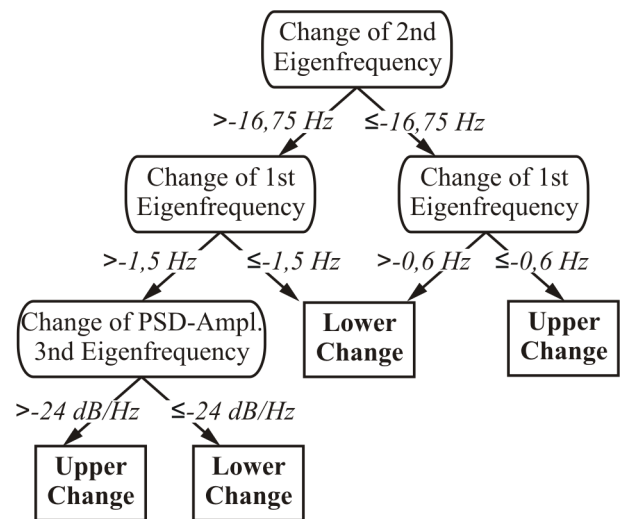 Change of 2nd
Eigenfrequency
>-16,75 Hz ≤-16,75 Hz
Change of 1st
Eigenfrequency
Change of 1st
Eigenfrequency
>-1,5 Hz ≤-1,5 Hz >-0,6 Hz ≤-0,6 Hz
Change of PSD-Ampl.
3nd Eigenfrequency
Lower
Change
Upper
Change
>-24 dB/Hz ≤-24 dB/Hz
Upper
Change
Lower
Change